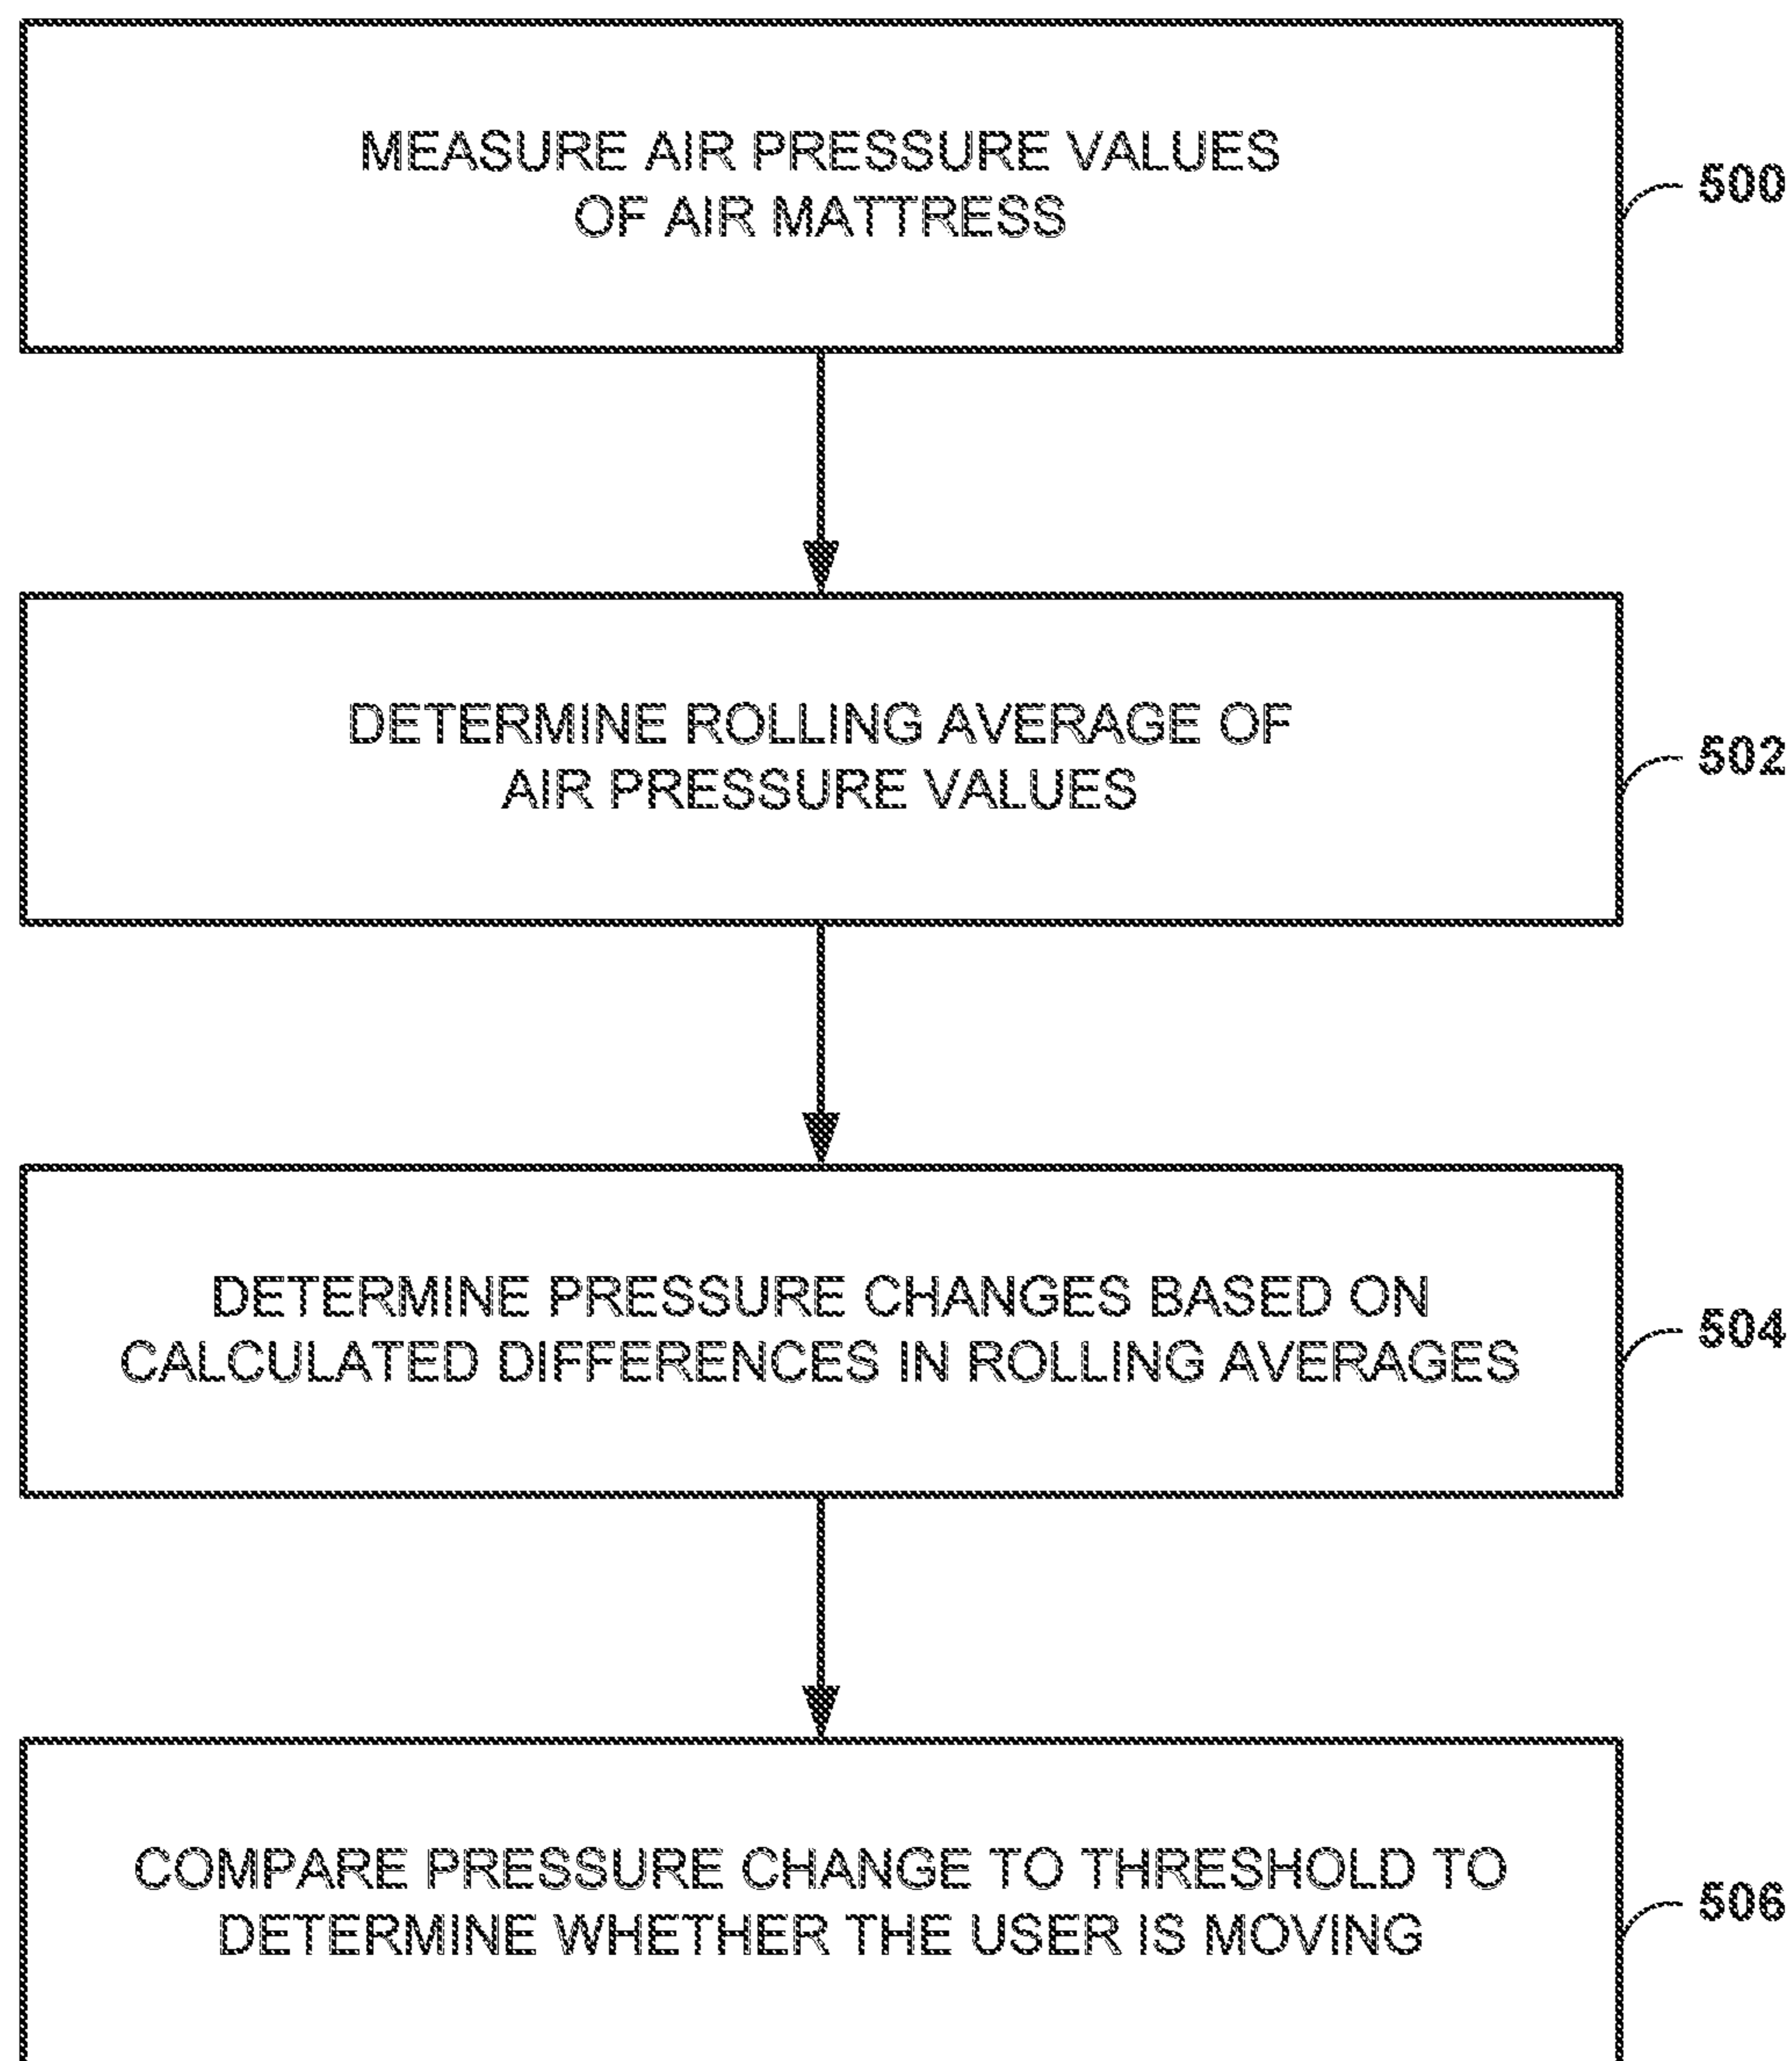 MEASURE AIR PRESSURE VALUES
OF AIR MATTRESS
500
DETERMINE ROLLING AVERAGE OF
AIR PRESSURE VALUES
502
DETERMINE PRESSURE CHANGES BASED ON
CALCULATED DIFFERENCES IN ROLLING AVERAGES
504
COMPARE PRESSURE CHANGE TO THRESHOLD TO
DETERMINE WHETHER THE USER IS MOVING
506